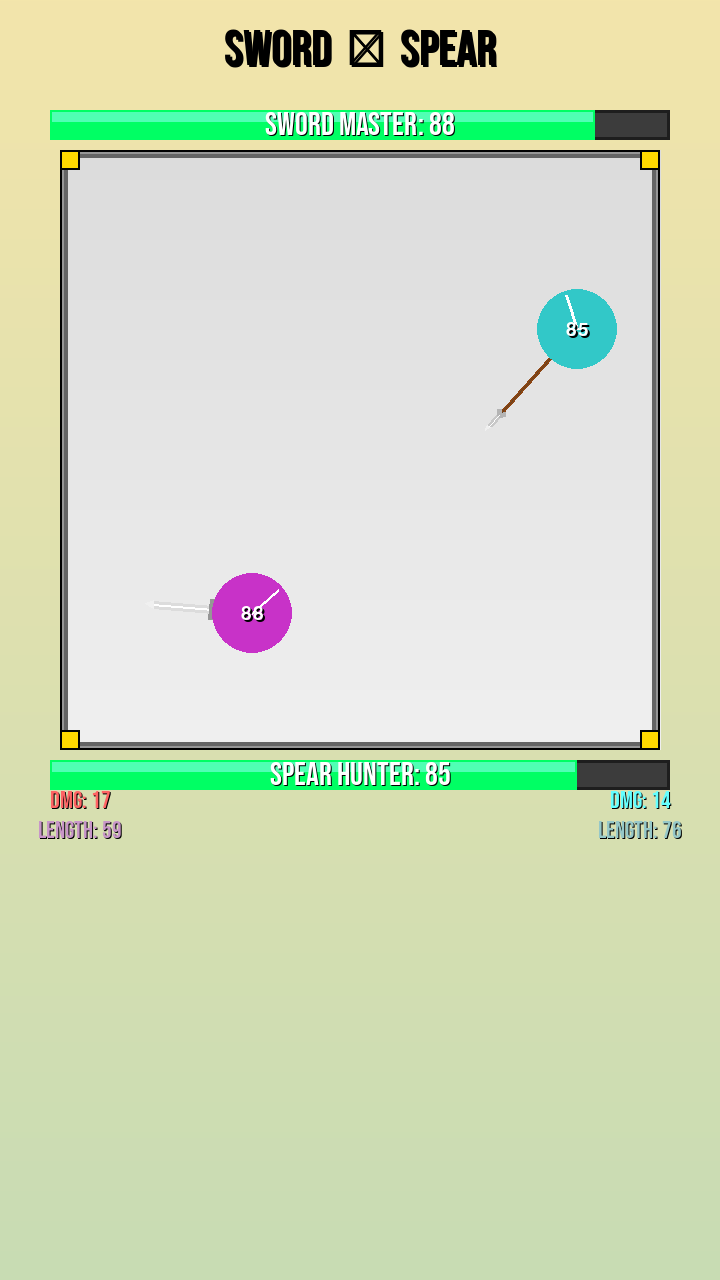 SWORD SPEAR
SWORD MASTER: 88
85
88
SPEAR HUNTER: 85
DMG: 17
DMG: 14
LENGTH: 59
LENGTH: 76